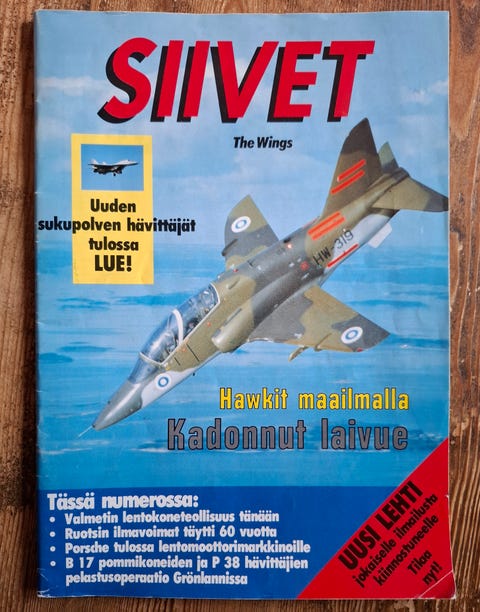 SIIVET
The Wings
Uuden
sukupolven hävittäjät
tulossa
LUE!
HW-319
Hawkit maailmalla
Kadonnut laivue
Tässä numerossa:
• Valmetin lentokoneteollisuus tänään
• Ruotsin ilmavoimat täytti 60 vuotta
• Porsche tulossa lentomoottorimarkkinoille
• B 17 pommikoneiden ja P 38 hävittäjien
pelastusoperaatio Grönlannissa
UUSI LEHTI
jokaiselle ilmailusta
kiinnostuneelle
Tilaa
nyt!